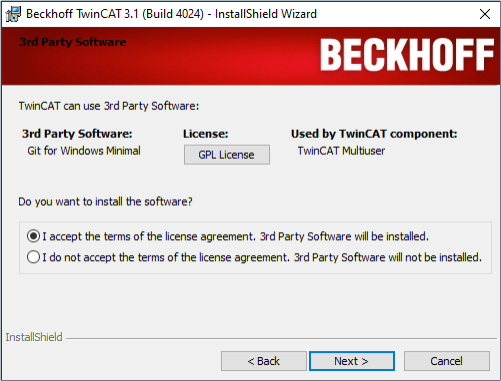 Beckhoff TwinCAT 3.1 (Build 4024) - InstallShield Wizard
3rd Party Software
BECKHOFF
TwinCAT can use 3rd Party Software:
3rd Party Software: License: Used by TwinCAT component:
Git for Windows Minimal GPL License TwinCAT Multiuser
Do you want to install the software?
I accept the terms of the license agreement. 3rd Party Software will be installed.
I do not accept the terms of the license agreement. 3rd Party Software will not be installed.
InstallShield
< Back Next > Cancel